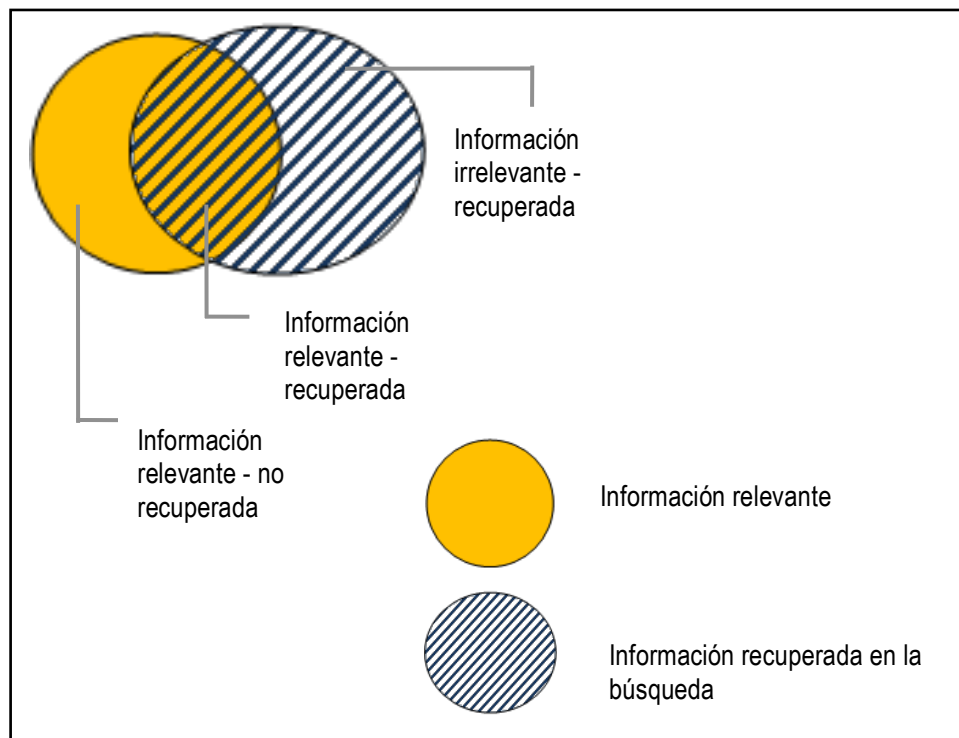 Información
irrelevante -
recuperada
Información
relevante -
recuperada
Información
relevante - no
recuperada
Información relevante
Información recuperada en la
búsqueda